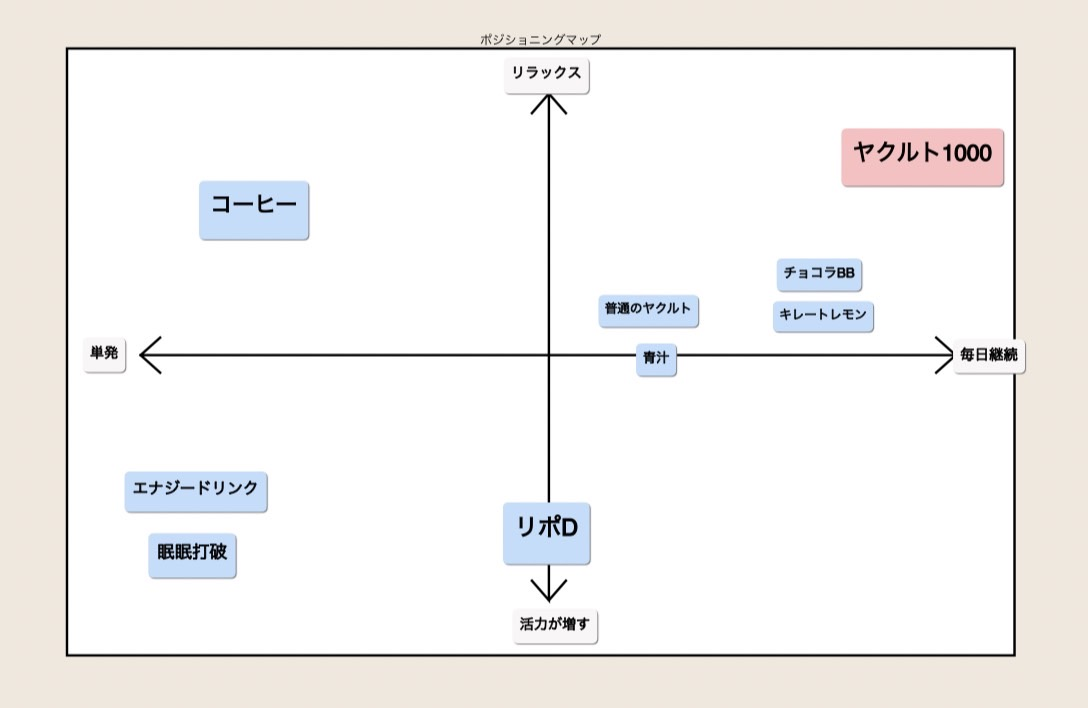 ポジショニングマップ
リラックス
ヤクルト1000
コーヒー
チョコラBB
普通のヤクルト
キレートレモン
単発
青汁
毎日継続
エナジードリンク
リポD
眠眠打破
活力が増す